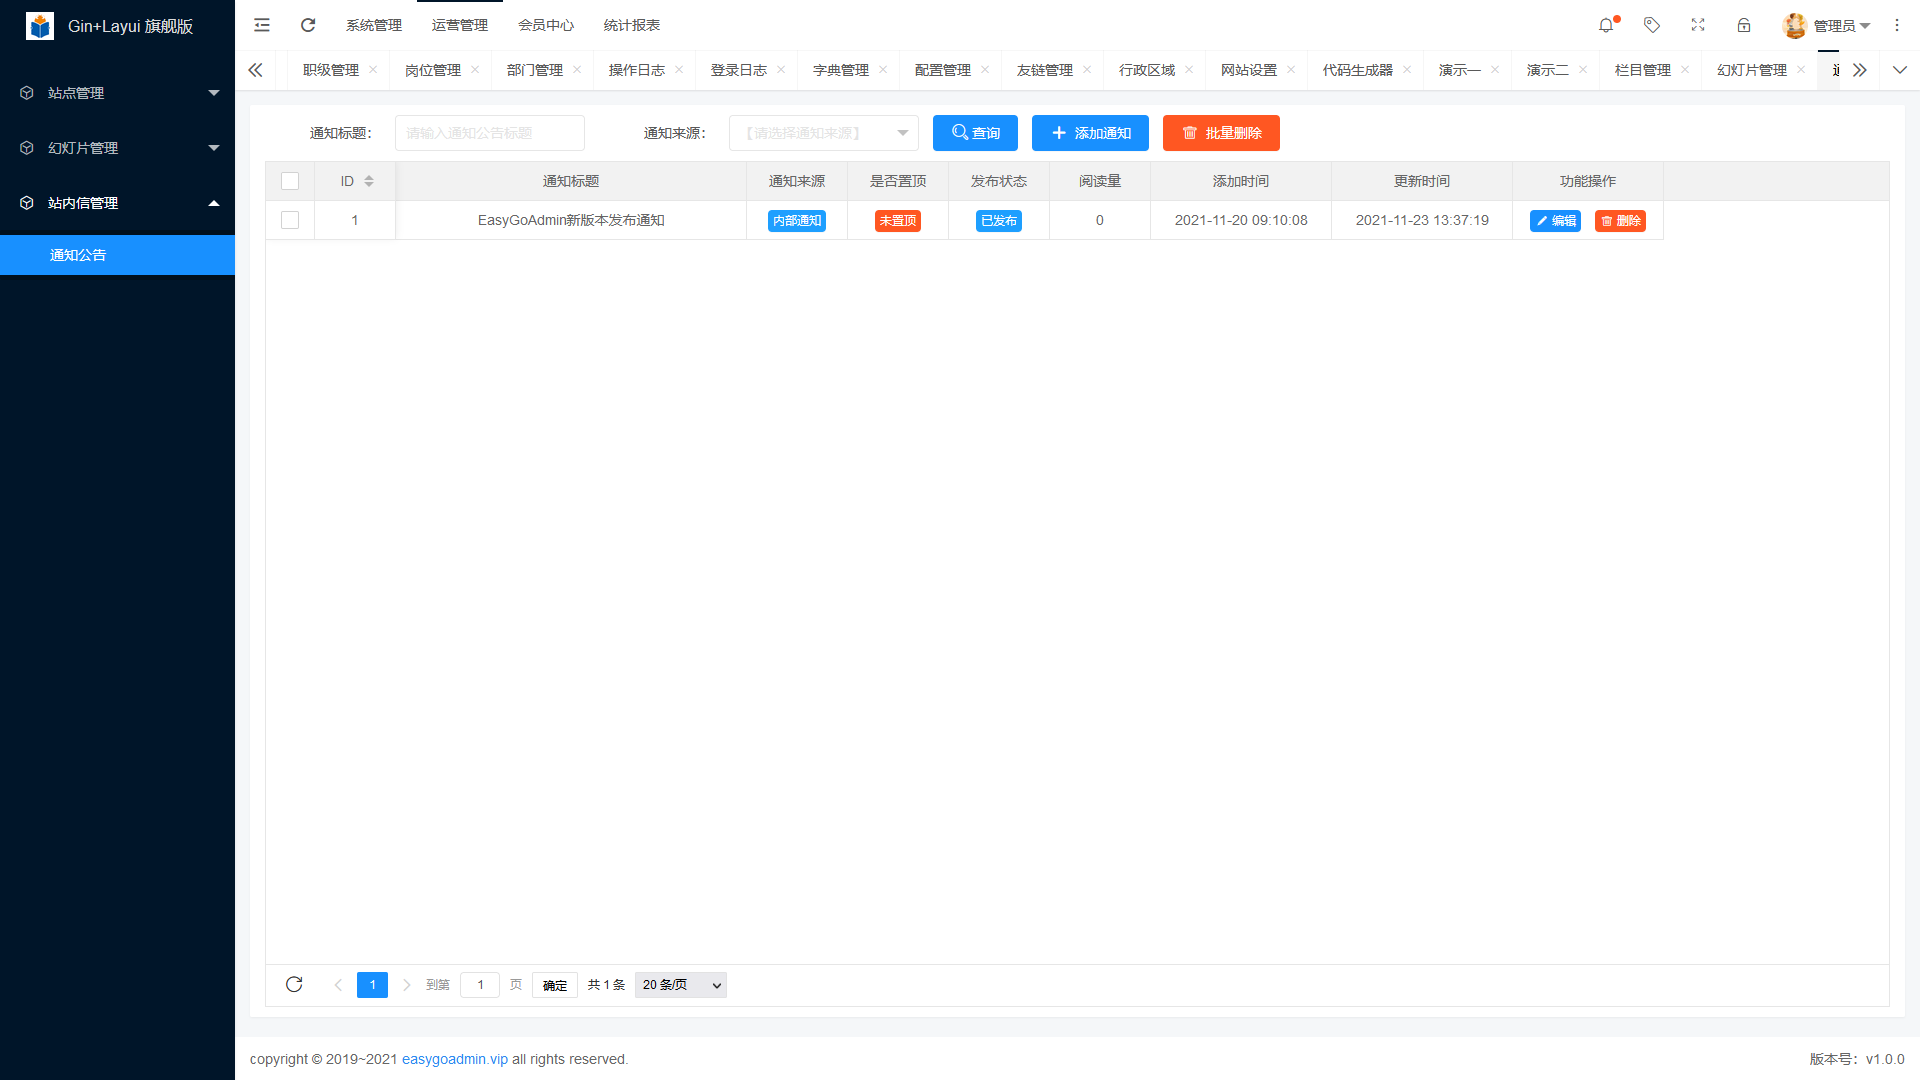 Gin+Layui 旗舰版
系统管理 运营管理 会员中心 统计报表
管理员
职级管理 岗位管理 部门管理 操作日志 登录日志 字典管理 配置管理 友链管理 行政区域 网站设置 代码生成器 演示一 演示二 栏目管理 幻灯片管理
站点管理
幻灯片管理
站内信管理
通知公告
通知标题： 请输入通知公告标题 通知来源： 【请选择通知来源】 查询 添加通知 批量删除
ID 通知标题 通知来源 是否置顶 发布状态 阅读量 添加时间 更新时间 功能操作
1 EasyGoAdmin新版本发布通知 内部通知 未置顶 已发布 0 2021-11-20 09:10:08 2021-11-23 13:37:19 编辑 删除
1 到第 1 页 确定 共 1 条 20 条/页
copyright © 2019~2021 easygoadmin.vip all rights reserved.
版本号：v1.0.0